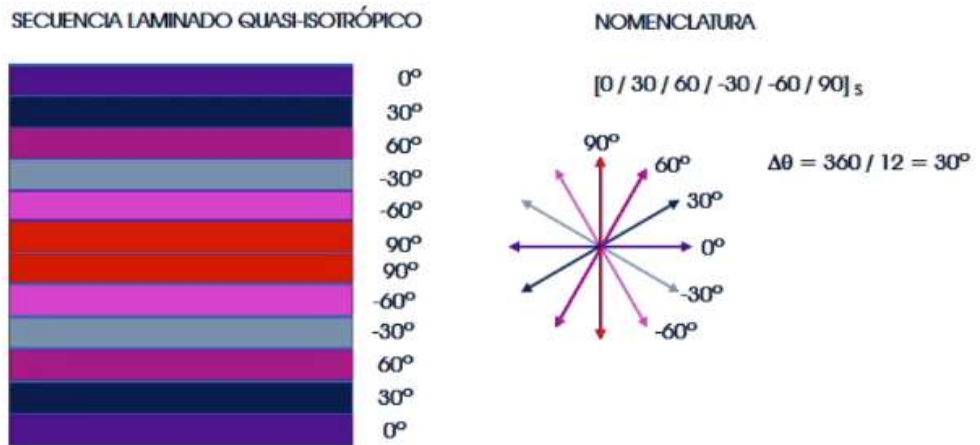 SECUENCIA LAMINADO QUASI-ISOTRÓPICO
0º
30º
60º
-30º
-60º
90º
90º
-60º
-30º
60º
30º
0º
NOMENCLATURA
[0 / 30 / 60 / -30 / -60 / 90] s
Δθ = 360 / 12 = 30º
90º
60º
30º
0º
-30º
-60º